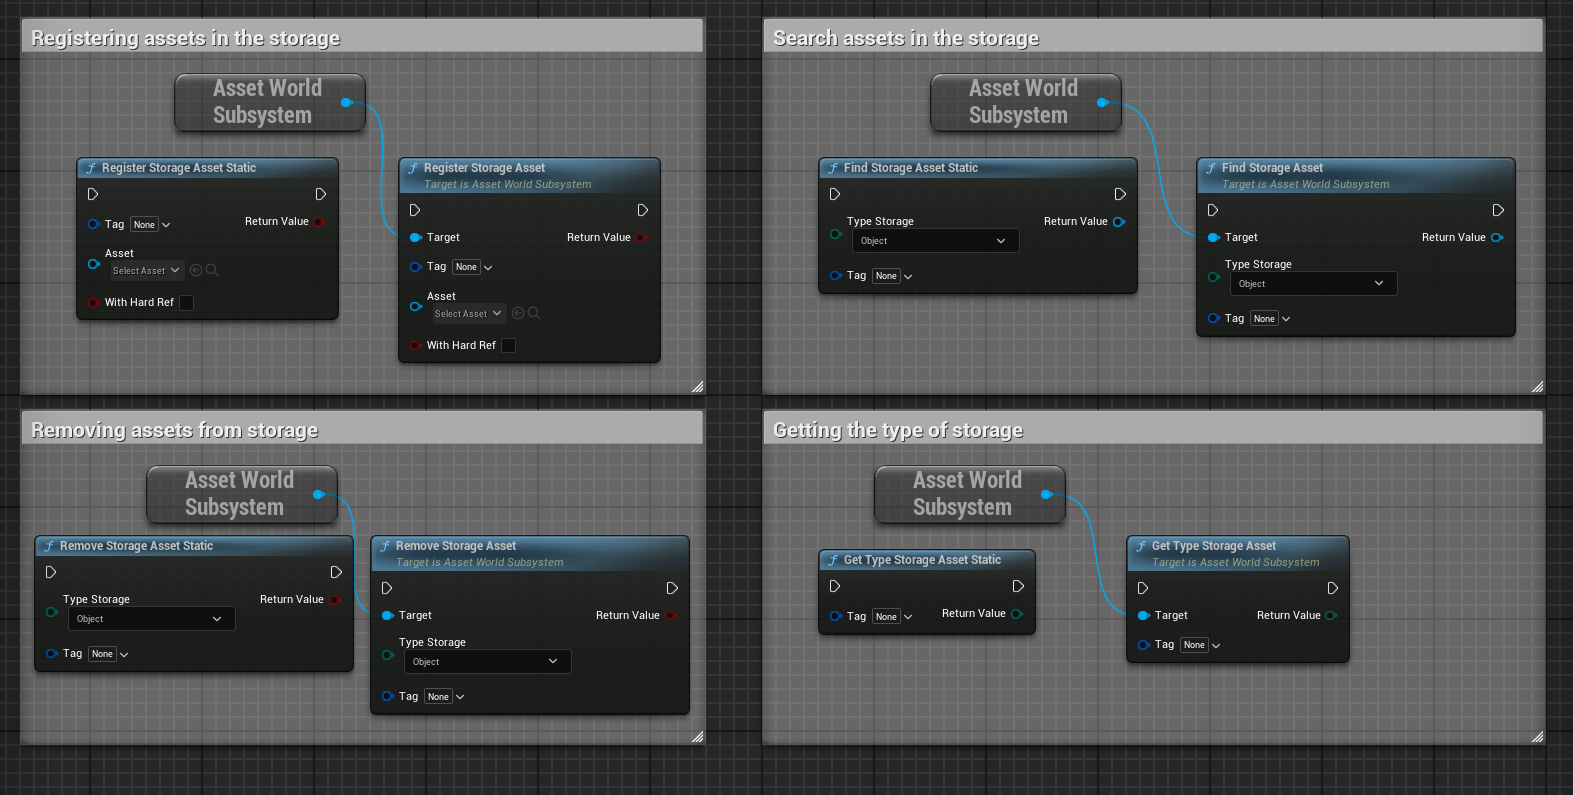 Registering assets in the storage
Asset World
Subsystem
Register Storage Asset Static
Tag None
Return Value
Asset
Select Asset
With Hard Ref
Register Storage Asset
Target is Asset World Subsystem
Target
Return Value
Tag None
Asset
Select Asset
With Hard Ref
Search assets in the storage
Asset World
Subsystem
Find Storage Asset Static
Type Storage
Return Value
Object
Tag None
Find Storage Asset
Target is Asset World Subsystem
Target
Return Value
Type Storage
Object
Tag None
Removing assets from storage
Asset World
Subsystem
Remove Storage Asset Static
Type Storage
Return Value
Object
Tag None
Remove Storage Asset
Target is Asset World Subsystem
Target
Return Value
Type Storage
Object
Tag None
Getting the type of storage
Asset World
Subsystem
Get Type Storage Asset Static
Tag None
Return Value
Get Type Storage Asset
Target is Asset World Subsystem
Target
Return Value
Tag None